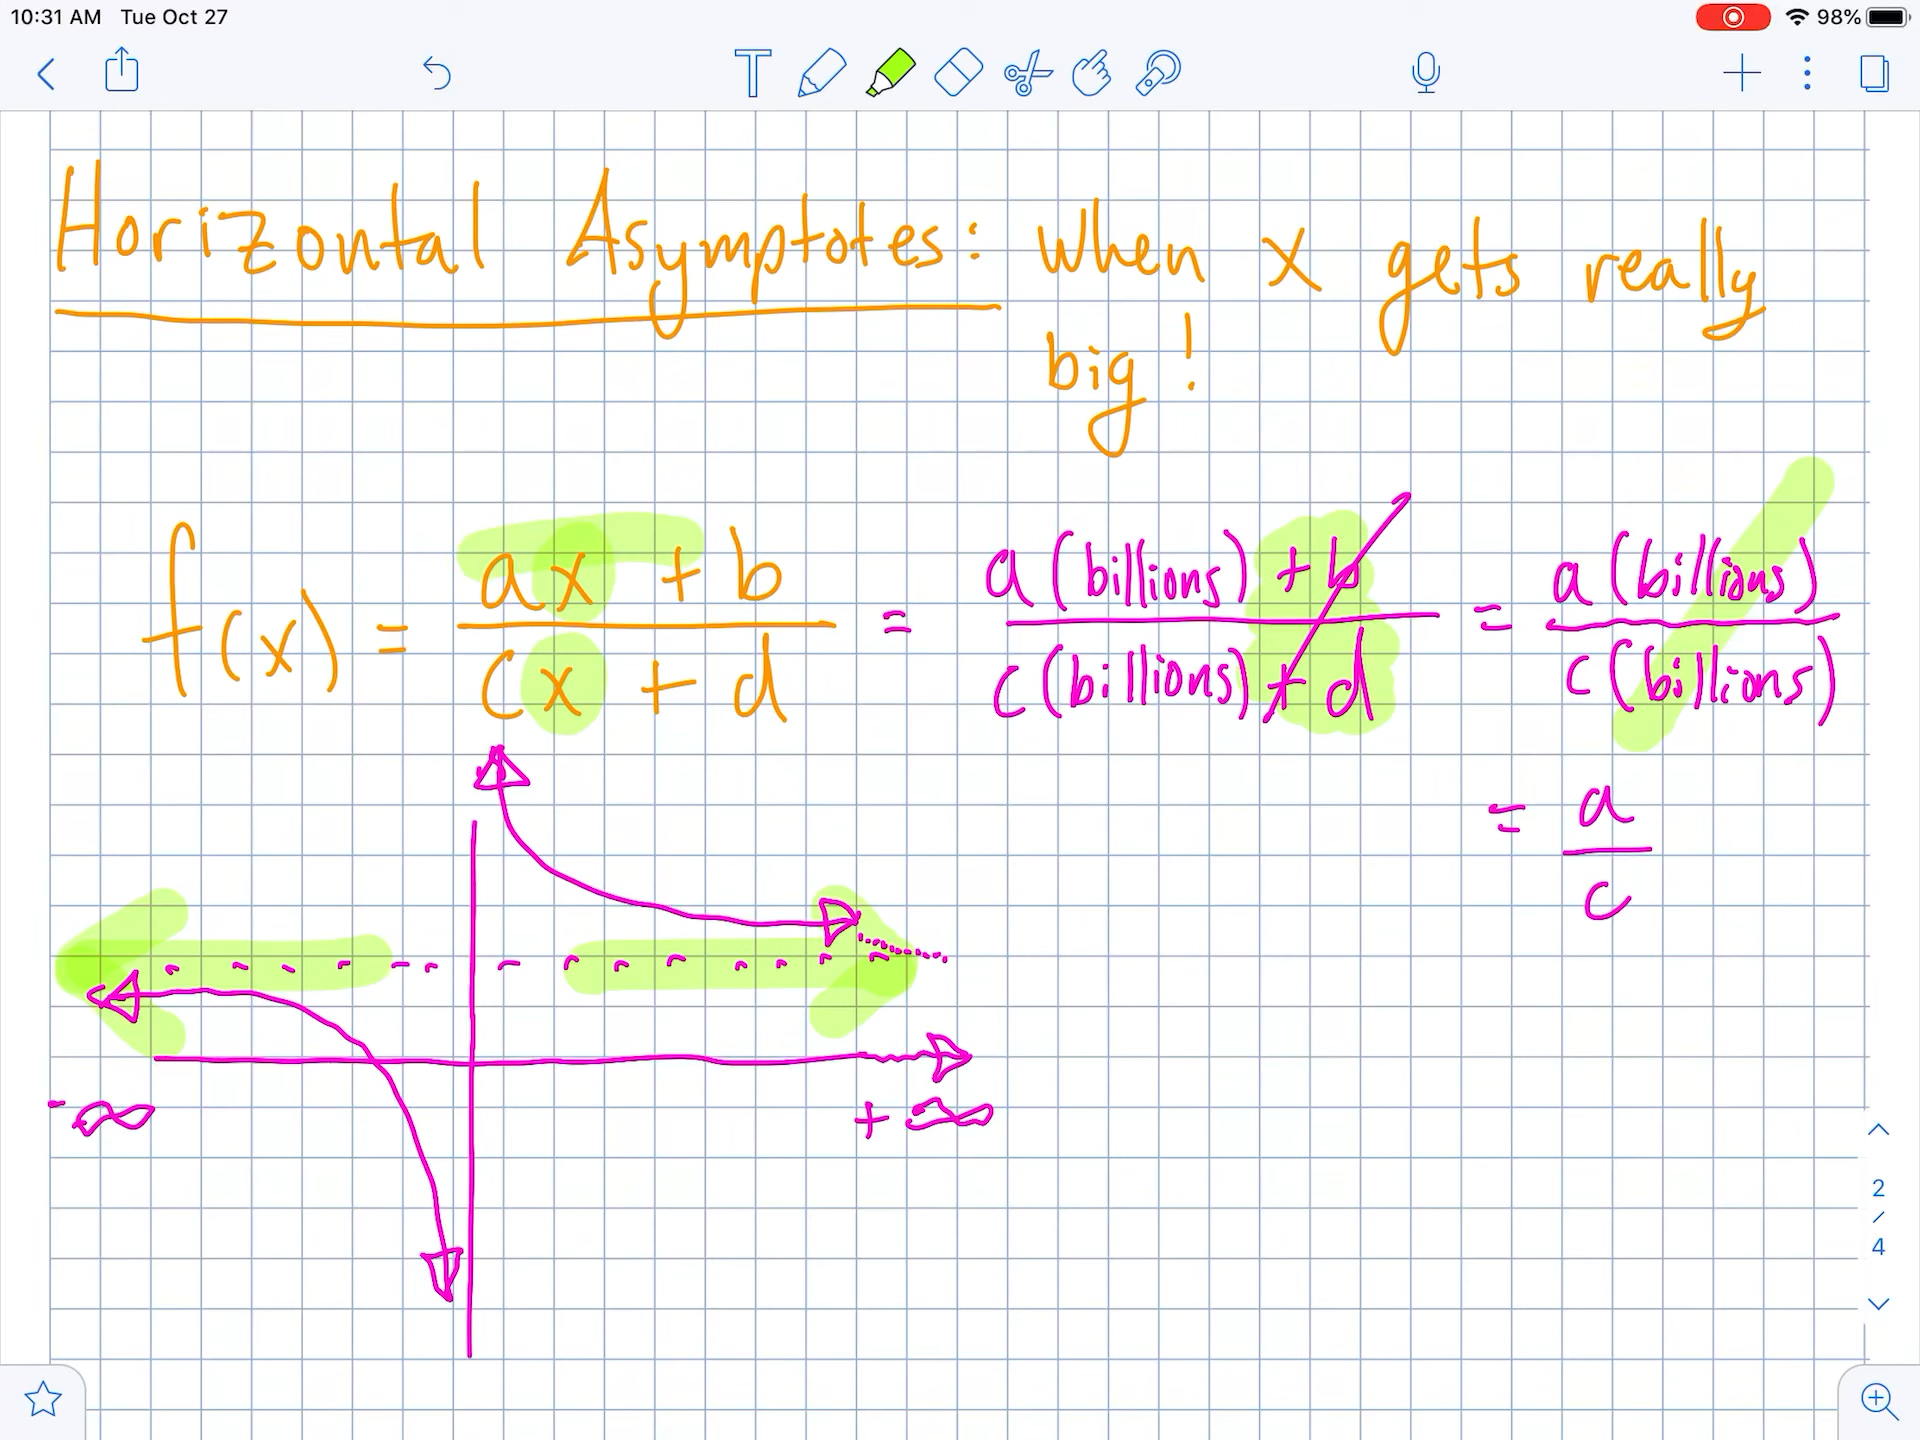 10:31 AM Tue Oct 27
98%
T
Horizontal Asymptotes: when x gets really
big!
f(x) = ax + b / cx + d = a (billions) + b / c (billions) + d = a (billions) / c (billions)
= a / c
-∞ +∞
2
/
4